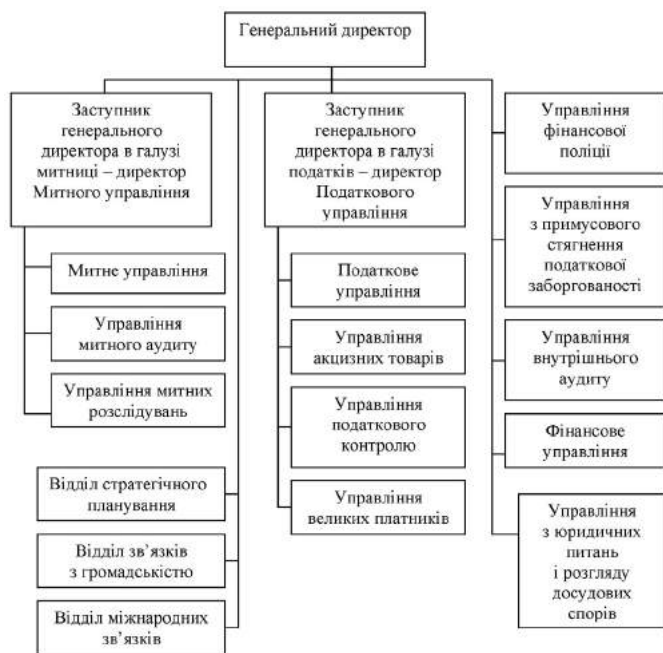 Генеральний директор
Заступник
генерального
директора в галузі
митниці – директор
Митного управління
Митне управління
Управління
митного аудиту
Управління митних
розслідувань
Відділ стратегічного
планування
Відділ зв’язків
з громадськістю
Відділ міжнародних
зв’язків
Заступник
генерального
директора в галузі
податків – директор
Податкового
управління
Податкове
управління
Управління
акцизних товарів
Управління
податкового
контролю
Управління
великих платників
Управління
фінансової
поліції
Управління
з примусового
стягнення
податкової
заборгованості
Управління
внутрішнього
аудиту
Фінансове
управління
Управління
з юридичних
питань
і розгляду
досудових
спорів